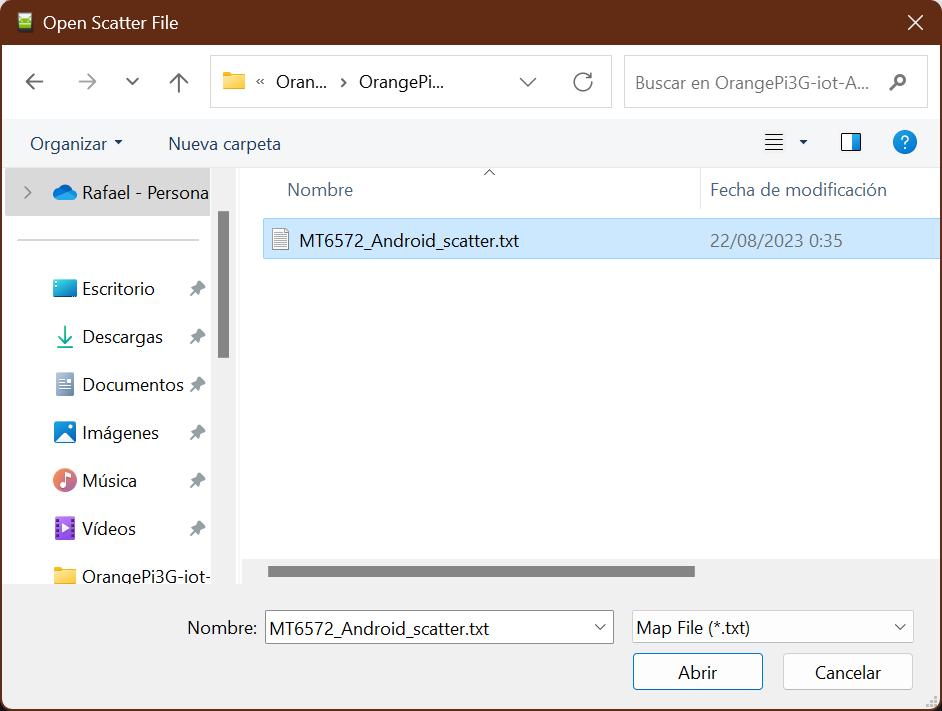 Open Scatter File
« Oran... › OrangePi...
Buscar en OrangePi3G-iot-A...
Organizar
Nueva carpeta
?
Rafael - Persona
Nombre
Fecha de modificación
MT6572_Android_scatter.txt
22/08/2023 0:35
Escritorio
Descargas
Documentos
Imágenes
Música
Vídeos
OrangePi3G-iot-
Nombre:
MT6572_Android_scatter.txt
Map File (*.txt)
Abrir
Cancelar